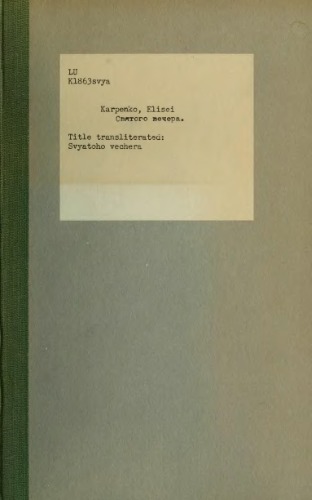 LU
K1863svya
Karpenko, Elisei
Святого вечера.
Title transliterated:
Svyatoho vechera